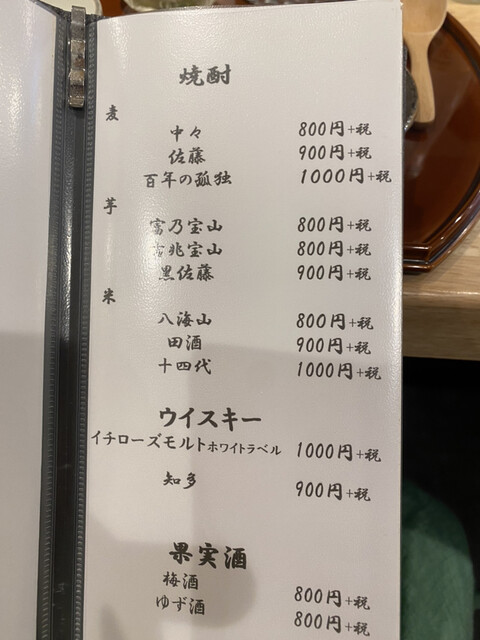 焼酎
麦
中々 800円+税
佐藤 900円+税
百年の孤独 1000円+税
芋
富乃宝山 800円+税
吉兆宝山 800円+税
黒佐藤 900円+税
米
八海山 800円+税
田酒 900円+税
十四代 1000円+税
ウイスキー
イチローズモルトホワイトラベル 1000円+税
知多 900円+税
果実酒
梅酒 800円+税
ゆず酒 800円+税